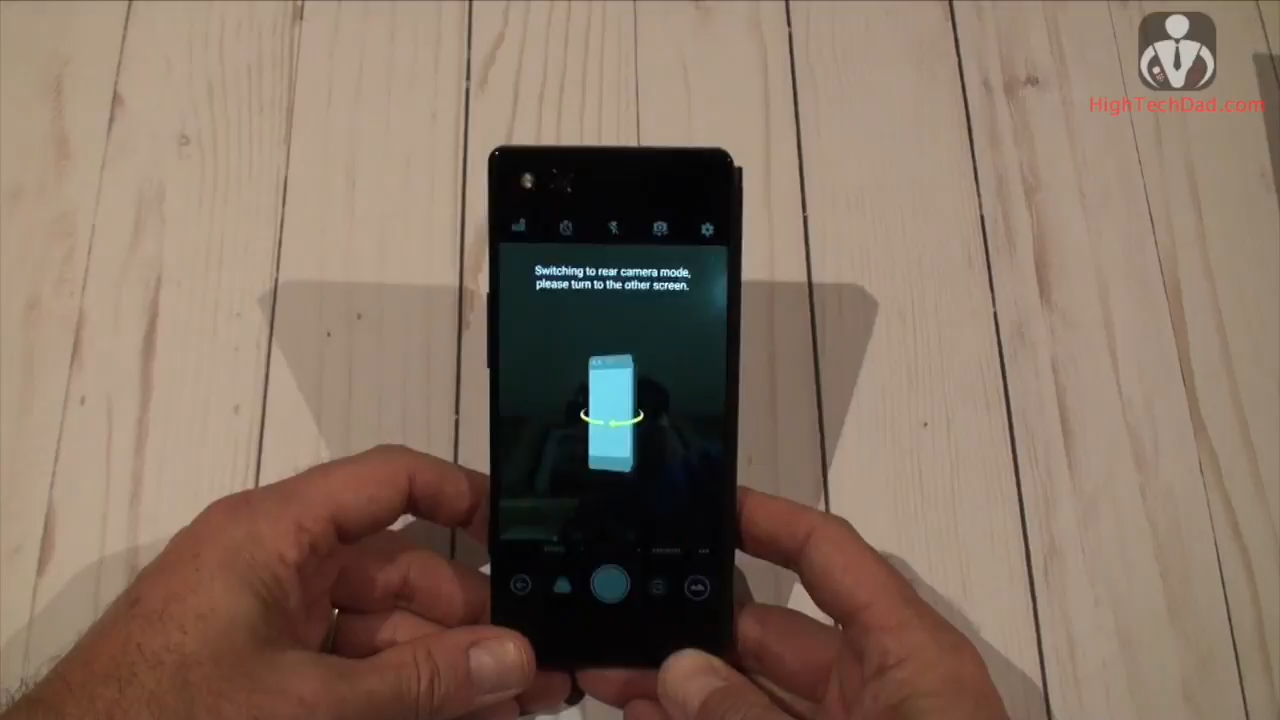 HighTechDad.com
Switching to rear camera mode,
please turn to the other screen.